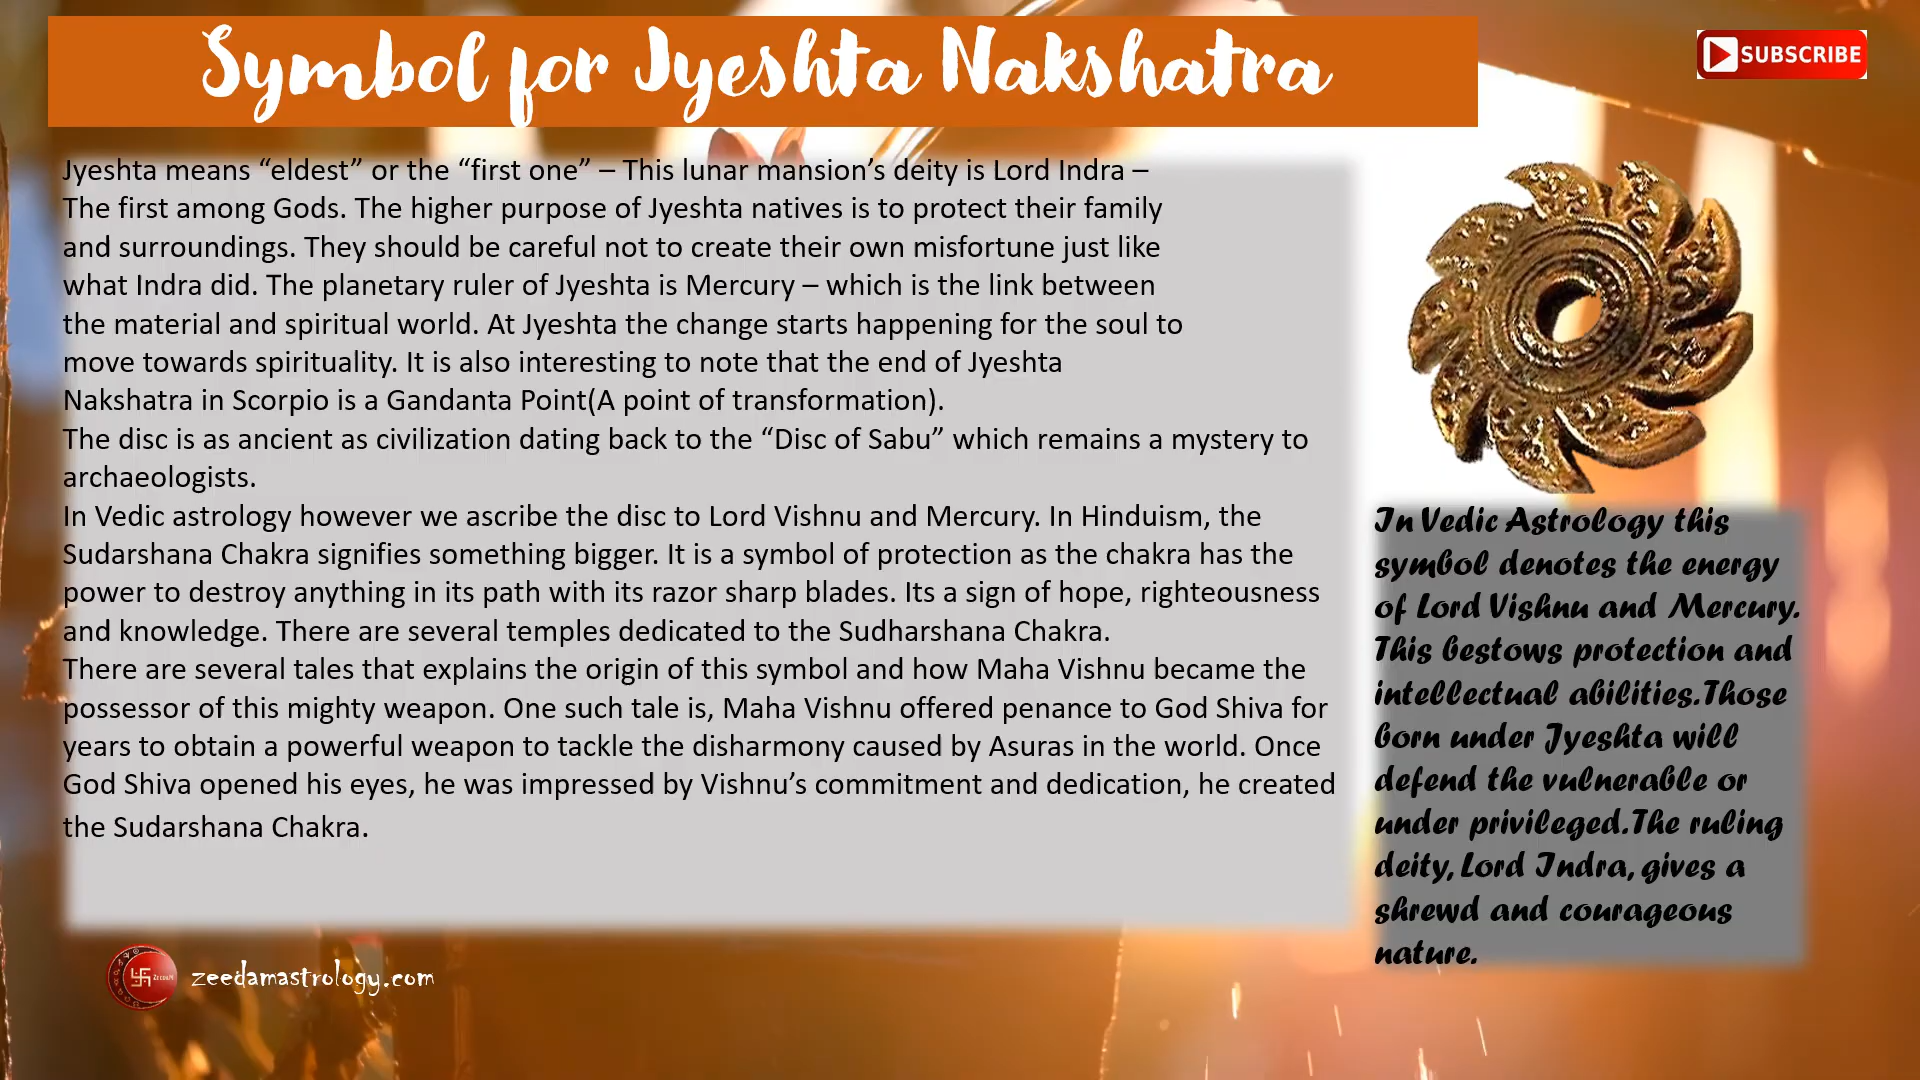 Symbol for Jyeshta Nakshatra
SUBSCRIBE
Jyeshta means “eldest” or the “first one” – This lunar mansion’s deity is Lord Indra –
The first among Gods. The higher purpose of Jyeshta natives is to protect their family
and surroundings. They should be careful not to create their own misfortune just like
what Indra did. The planetary ruler of Jyeshta is Mercury – which is the link between
the material and spiritual world. At Jyeshta the change starts happening for the soul to
move towards spirituality. It is also interesting to note that the end of Jyeshta
Nakshatra in Scorpio is a Gandanta Point(A point of transformation).
The disc is as ancient as civilization dating back to the “Disc of Sabu” which remains a mystery to
archaeologists.
In Vedic astrology however we ascribe the disc to Lord Vishnu and Mercury. In Hinduism, the
Sudarshana Chakra signifies something bigger. It is a symbol of protection as the chakra has the
power to destroy anything in its path with its razor sharp blades. Its a sign of hope, righteousness
and knowledge. There are several temples dedicated to the Sudharshana Chakra.
There are several tales that explains the origin of this symbol and how Maha Vishnu became the
possessor of this mighty weapon. One such tale is, Maha Vishnu offered penance to God Shiva for
years to obtain a powerful weapon to tackle the disharmony caused by Asuras in the world. Once
God Shiva opened his eyes, he was impressed by Vishnu’s commitment and dedication, he created
the Sudarshana Chakra.
In Vedic Astrology this
symbol denotes the energy
of Lord Vishnu and Mercury.
This bestows protection and
intellectual abilities.Those
born under Jyeshta will
defend the vulnerable or
under privileged.The ruling
deity, Lord Indra, gives a
shrewd and courageous
nature.
zeedamastrology.com